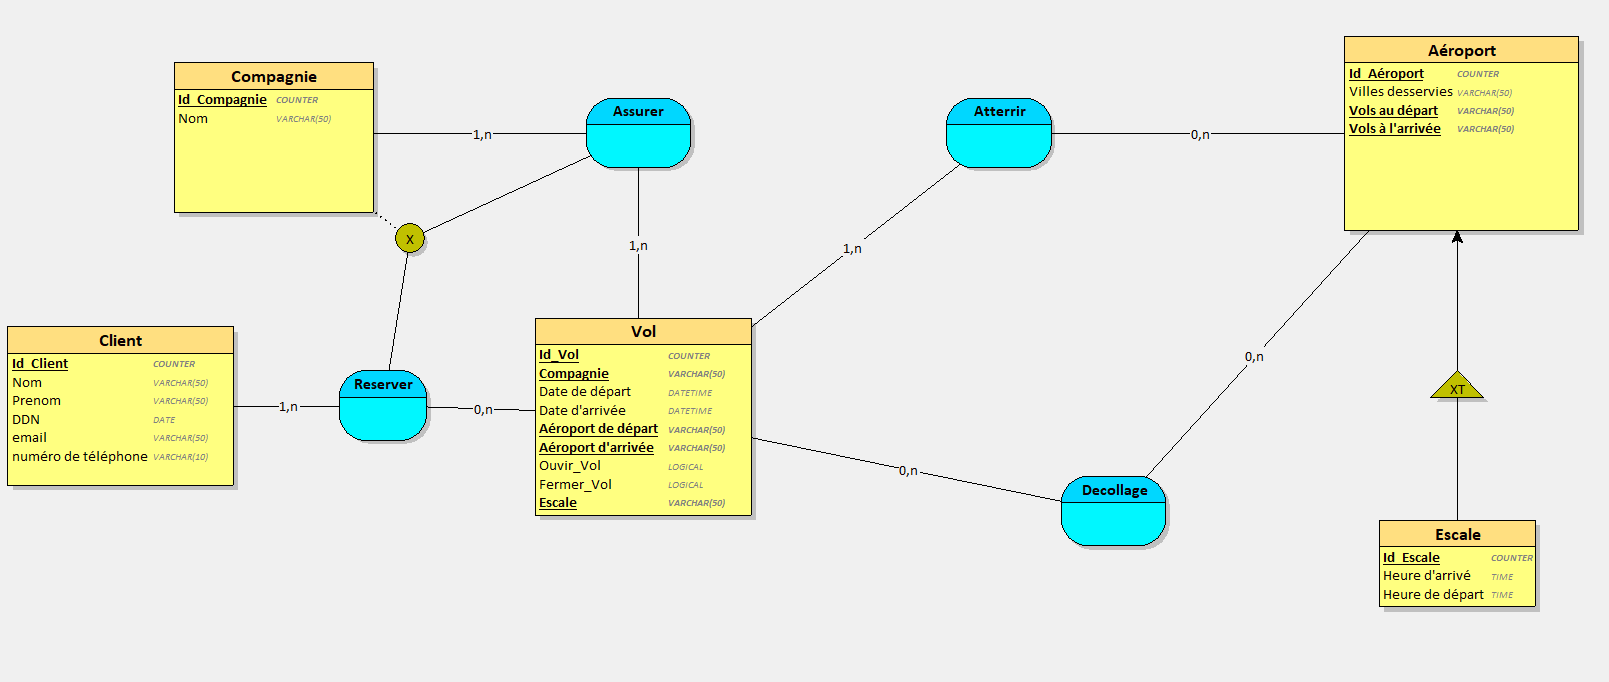 Compagnie
Id_Compagnie COUNTER
Nom VARCHAR(50)
1,n
Assurer
Atterrir
0,n
Aéroport
Id_Aéroport COUNTER
Villes desservies VARCHAR(50)
Vols au départ VARCHAR(50)
Vols à l'arrivée VARCHAR(50)
X
1,n
1,n
Client
Id_Client COUNTER
Nom VARCHAR(50)
Prenom VARCHAR(50)
DDN DATE
email VARCHAR(50)
numéro de téléphone VARCHAR(10)
1,n
Reserver
0,n
Vol
Id_Vol COUNTER
Compagnie VARCHAR(50)
Date de départ DATETIME
Date d'arrivée DATETIME
Aéroport de départ VARCHAR(50)
Aéroport d'arrivée VARCHAR(50)
Ouvir_Vol LOGICAL
Fermer_Vol LOGICAL
Escale VARCHAR(50)
0,n
0,n
Decollage
XT
Escale
Id_Escale COUNTER
Heure d'arrivé TIME
Heure de départ TIME